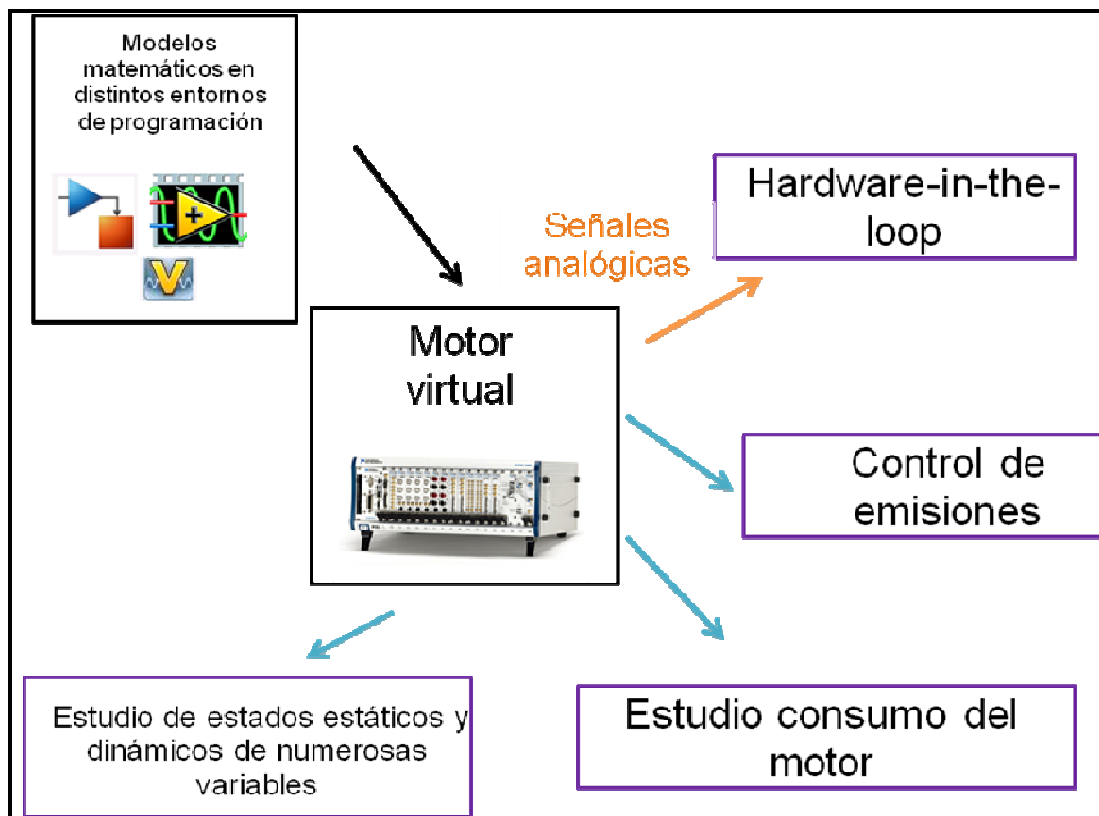 Modelos
matemáticos en
distintos entornos
de programación
Señales
analógicas
Hardware-in-the-
loop
Motor
virtual
Control de
emisiones
Estudio de estados estáticos y
dinámicos de numerosas
variables
Estudio consumo del
motor